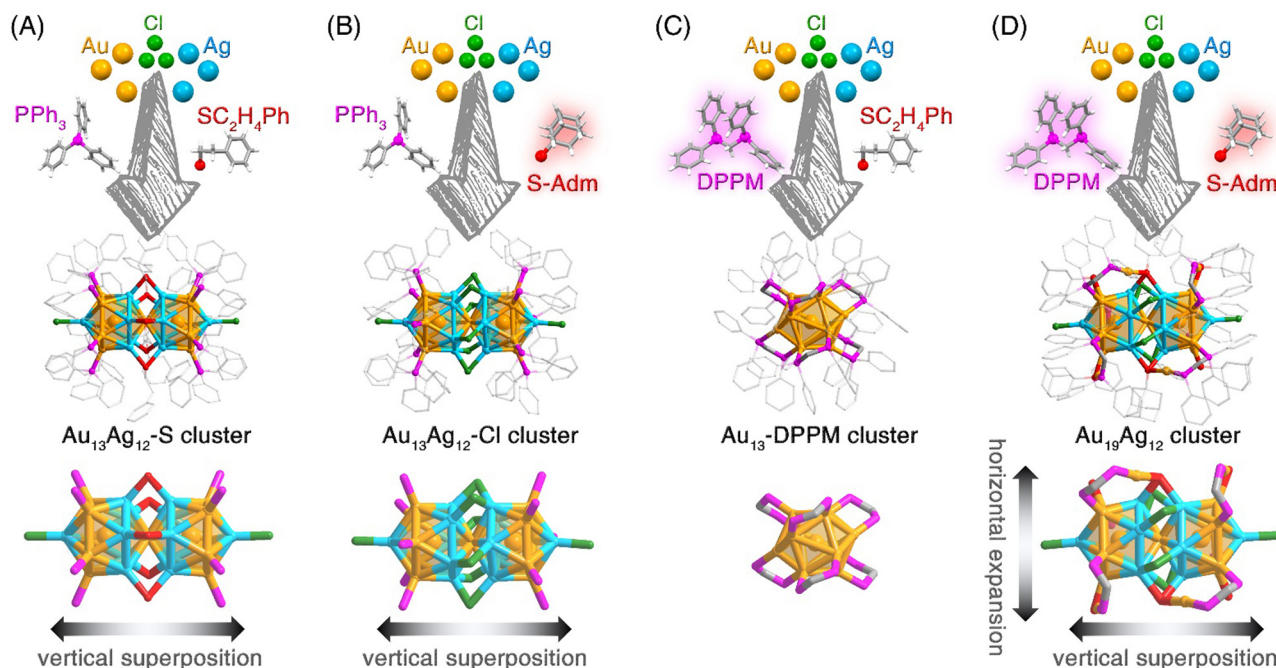 (A)
Cl
Au
Ag
PPh3
SC2H4Ph
Au13Ag12-S cluster
vertical superposition
(B)
Cl
Au
Ag
PPh3
S-Adm
Au13Ag12-Cl cluster
vertical superposition
(C)
Cl
Au
Ag
DPPM
SC2H4Ph
Au13-DPPM cluster
(D)
Cl
Au
Ag
DPPM
S-Adm
Au19Ag12 cluster
horizontal expansion
vertical superposition